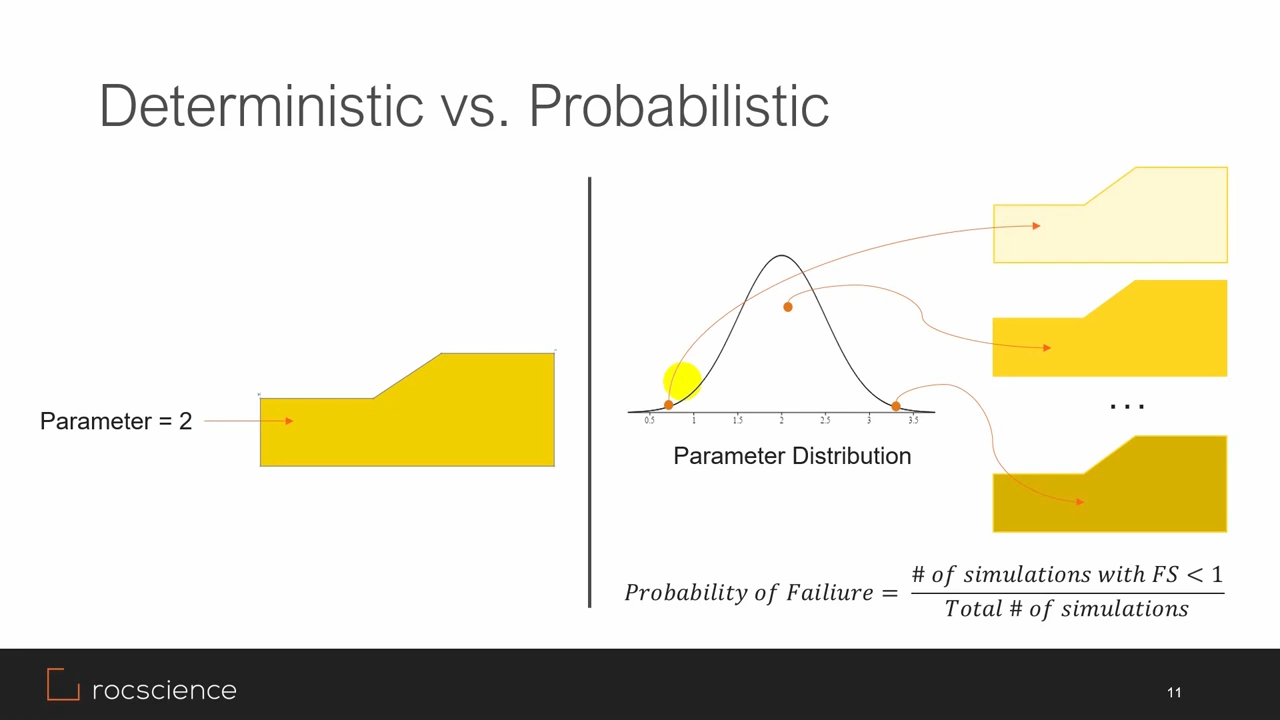 Deterministic vs. Probabilistic
Parameter = 2
0.5 1 1.5 2 2.5 3 3.5
Parameter Distribution
. . .
Probability of Failiure = # of simulations with FS < 1
Total # of simulations
rocscience
11